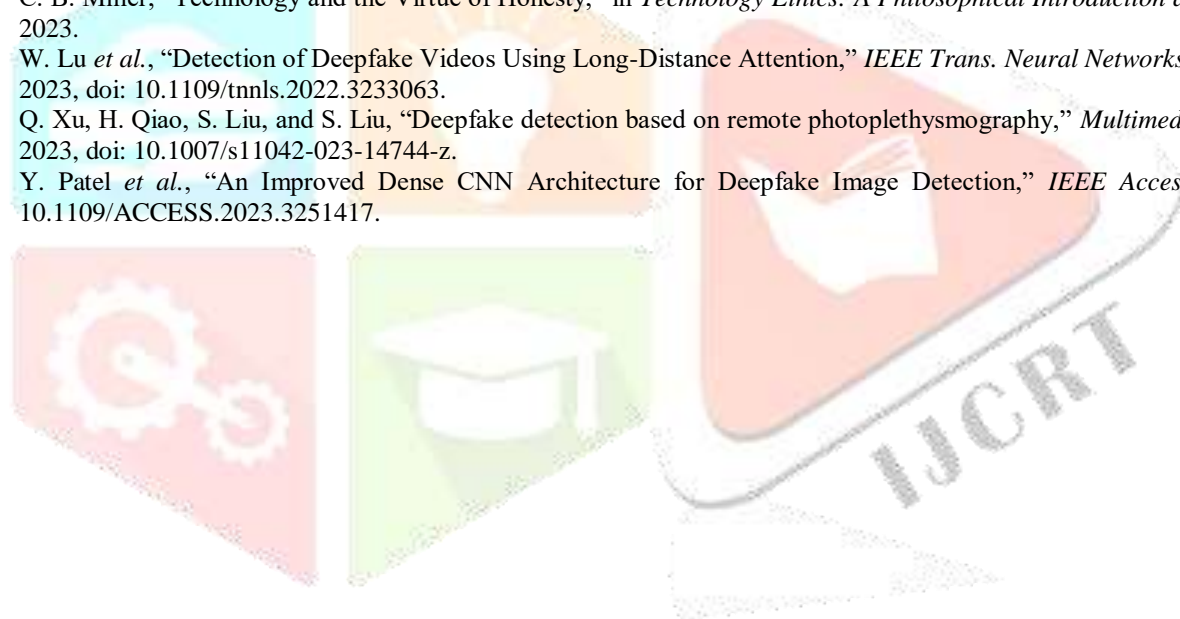 C. B. Miller, “Technology and the Virtue of Honesty,” in Technology Ethics: A Philosophical Introduction
2023.
W. Lu et al., “Detection of Deepfake Videos Using Long-Distance Attention,” IEEE Trans. Neural Networks
2023, doi: 10.1109/tnnls.2022.3233063.
Q. Xu, H. Qiao, S. Liu, and S. Liu, “Deepfake detection based on remote photoplethysmography,” Multimed
2023, doi: 10.1007/s11042-023-14744-z.
Y. Patel et al., “An Improved Dense CNN Architecture for Deepfake Image Detection,” IEEE Acces
10.1109/ACCESS.2023.3251417.
IJCRT